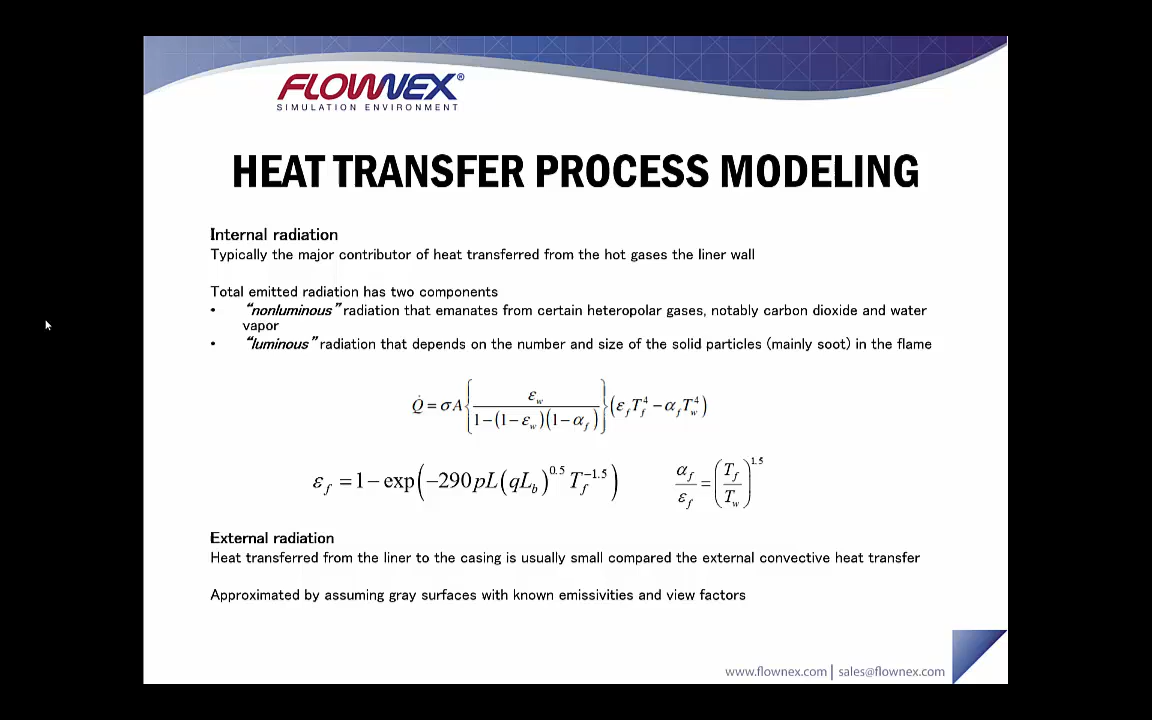 FLOWNEX®
SIMULATION ENVIRONMENT
HEAT TRANSFER PROCESS MODELING
Internal radiation
Typically the major contributor of heat transferred from the hot gases the liner wall
Total emitted radiation has two components
• "nonluminous" radiation that emanates from certain heteropolar gases, notably carbon dioxide and water
vapor
• "luminous" radiation that depends on the number and size of the solid particles (mainly soot) in the flame
Q̇ = σA{ε_w / (1−(1−ε_w)(1−α_f))}(ε_f T_f^4 − α_f T_w^4)
ε_f = 1 − exp(−290pL(qL_b)^0.5 T_f^−1.5) α_f/ε_f = (T_f/T_w)^1.5
External radiation
Heat transferred from the liner to the casing is usually small compared the external convective heat transfer
Approximated by assuming gray surfaces with known emissivities and view factors
www.flownex.com | sales@flownex.com